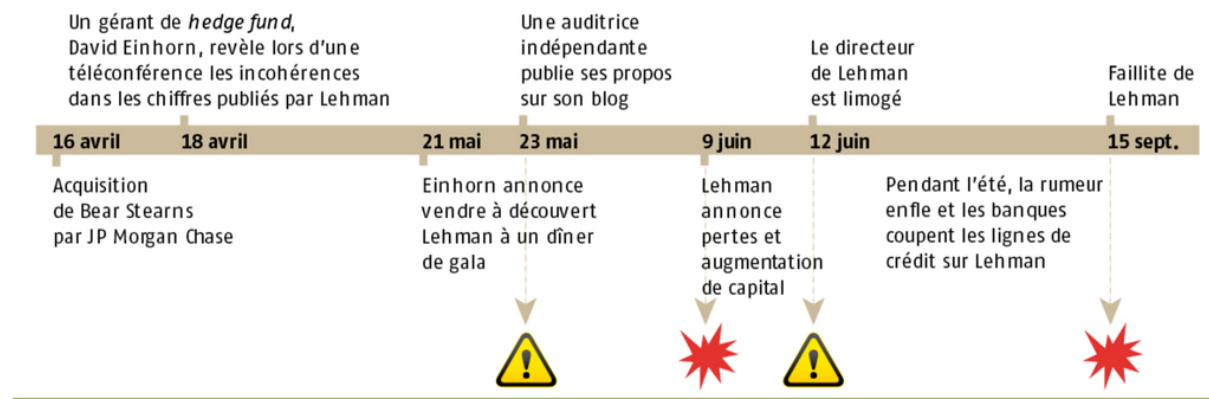 Un gérant de hedge fund,
David Einhorn, revèle lors d'une
téléconférence les incohérences
dans les chiffres publiés par Lehman
Une auditrice
indépendante
publie ses propos
sur son blog
Le directeur
de Lehman
est limogé
Faillite de
Lehman
16 avril
18 avril
21 mai
23 mai
9 juin
12 juin
15 sept.
Acquisition
de Bear Stearns
par JP Morgan Chase
Einhorn annonce
vendre à découvert
Lehman à un dîner
de gala
Lehman
annonce
pertes et
augmentation
de capital
Pendant l'été, la rumeur
enfle et les banques
coupent les lignes de
crédit sur Lehman